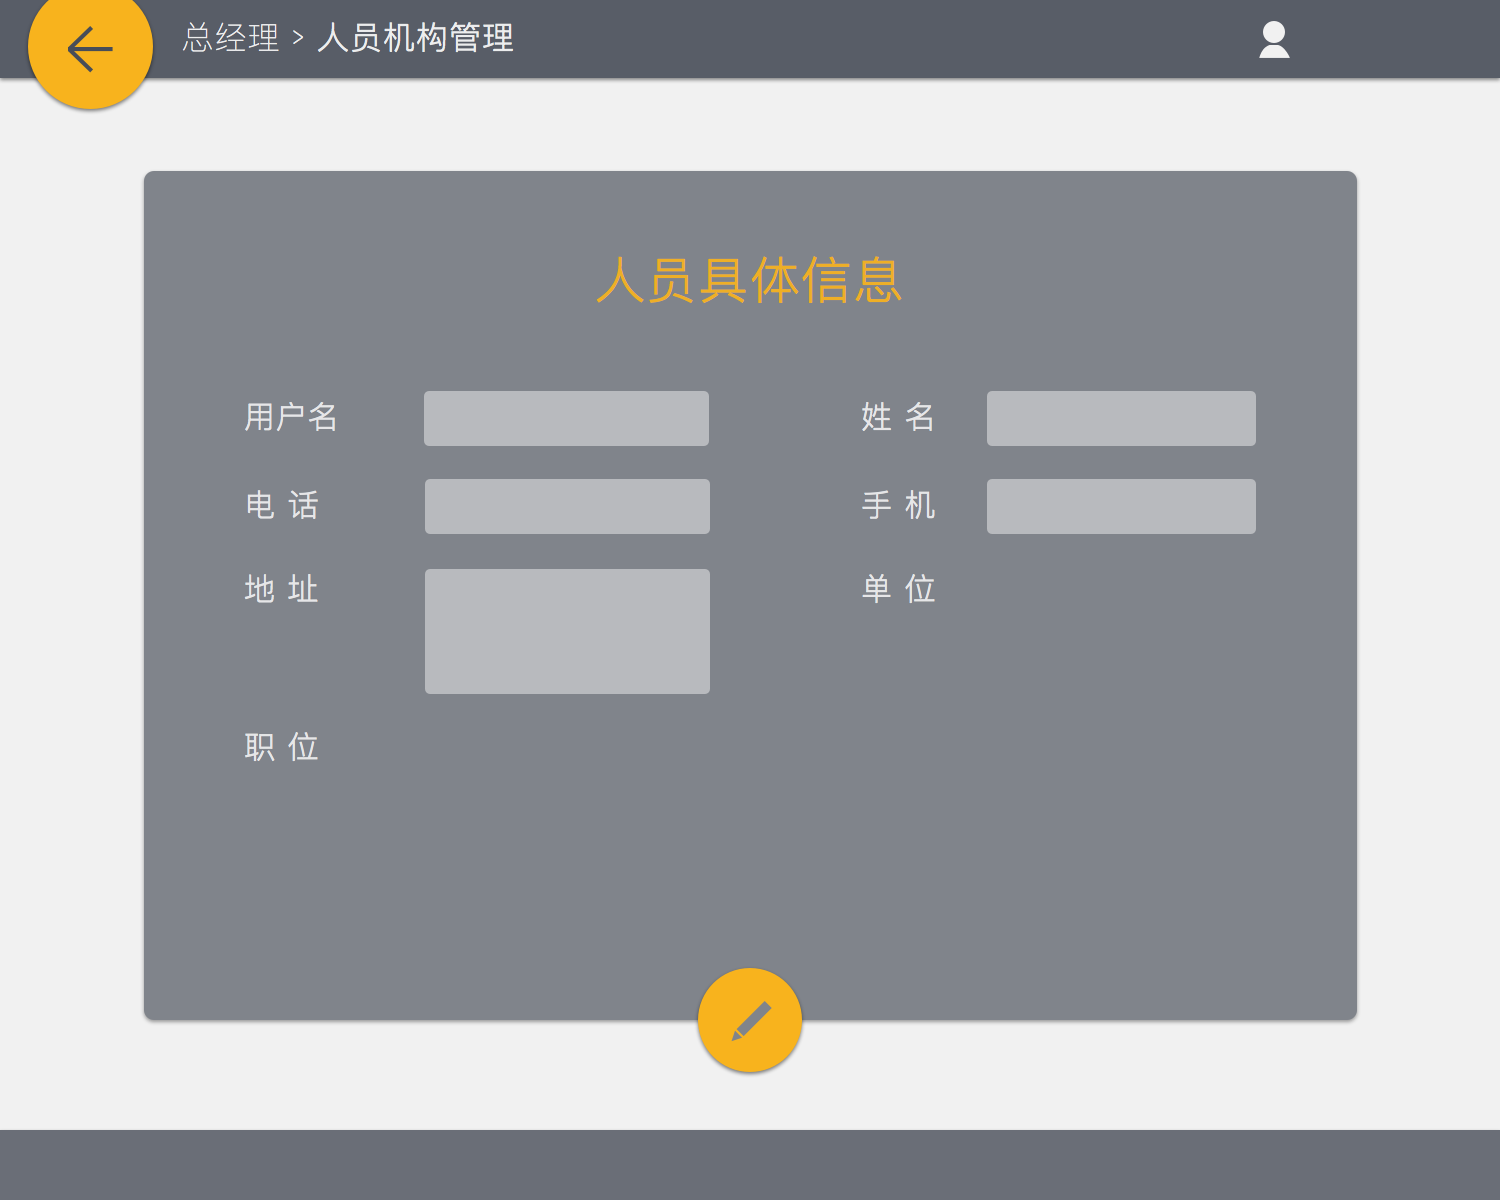 总经理 > 人员机构管理
人员具体信息
用户名
姓 名
电 话
手 机
地 址
单 位
职 位